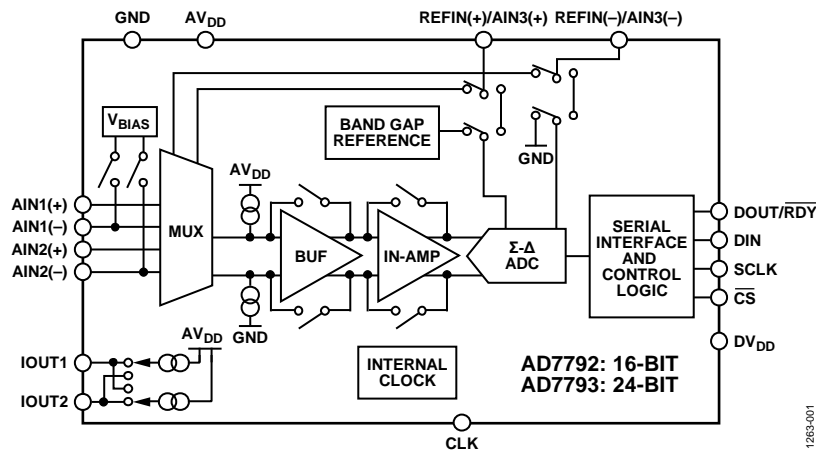 GND
AVDD
REFIN(+)/AIN3(+)
REFIN(–)/AIN3(–)
VBIAS
BAND GAP
REFERENCE
GND
AVDD
AIN1(+)
AIN1(–)
AIN2(+)
AIN2(–)
MUX
BUF
IN-AMP
Σ-Δ
ADC
SERIAL
INTERFACE
AND
CONTROL
LOGIC
DOUT/RDY
DIN
SCLK
CS
GND
AVDD
IOUT1
IOUT2
INTERNAL
CLOCK
AD7792: 16-BIT
AD7793: 24-BIT
DVDD
CLK
1263-001